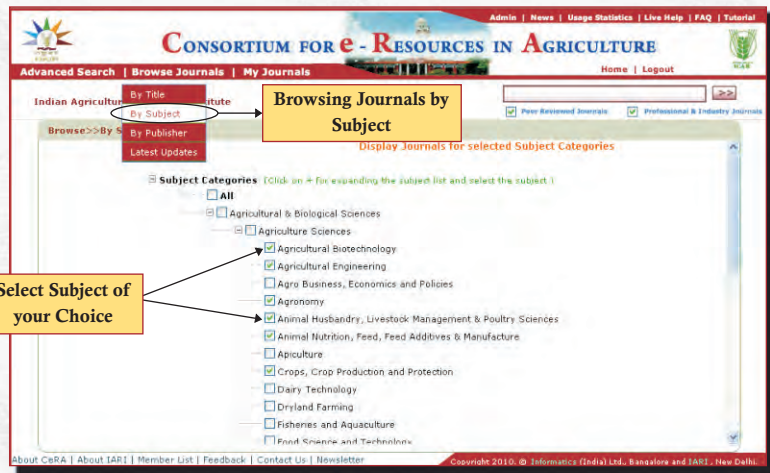 Admin | News | Usage Statistics | Live Help | FAQ | Tutorial
CONSORTIUM FOR e - RESOURCES IN AGRICULTURE
Advanced Search | Browse Journals | My Journals
Home | Logout
By Title
Indian Agricultur
tute
By Subject
Browsing Journals by
Subject
>>
Peer Reviewed Journals
Professional & Industry Journals
Browse>>By S
By Publisher
Latest Updates
Display Journals for selected Subject Categories
Subject Categories (Click on + for expanding the subject list and select the subject.)
All
Agricultural & Biological Sciences
Agriculture Sciences
Agricultural Biotechnology
Agricultural Engineering
Agro Business, Economics and Policies
Select Subject of
your Choice
Agronomy
Animal Husbandry, Livestock Management & Poultry Sciences
Animal Nutrition, Feed, Feed Additives & Manufacture
Apiculture
Crops, Crop Production and Protection
Dairy Technology
Dryland Farming
Fisheries and Aquaculture
Food Science and Technology
About CeRA | About IARI | Member List | Feedback | Contact Us | Newsletter
Copyright 2010. © Informatics (India) Ltd., Bangalore and IARI, New Delhi.